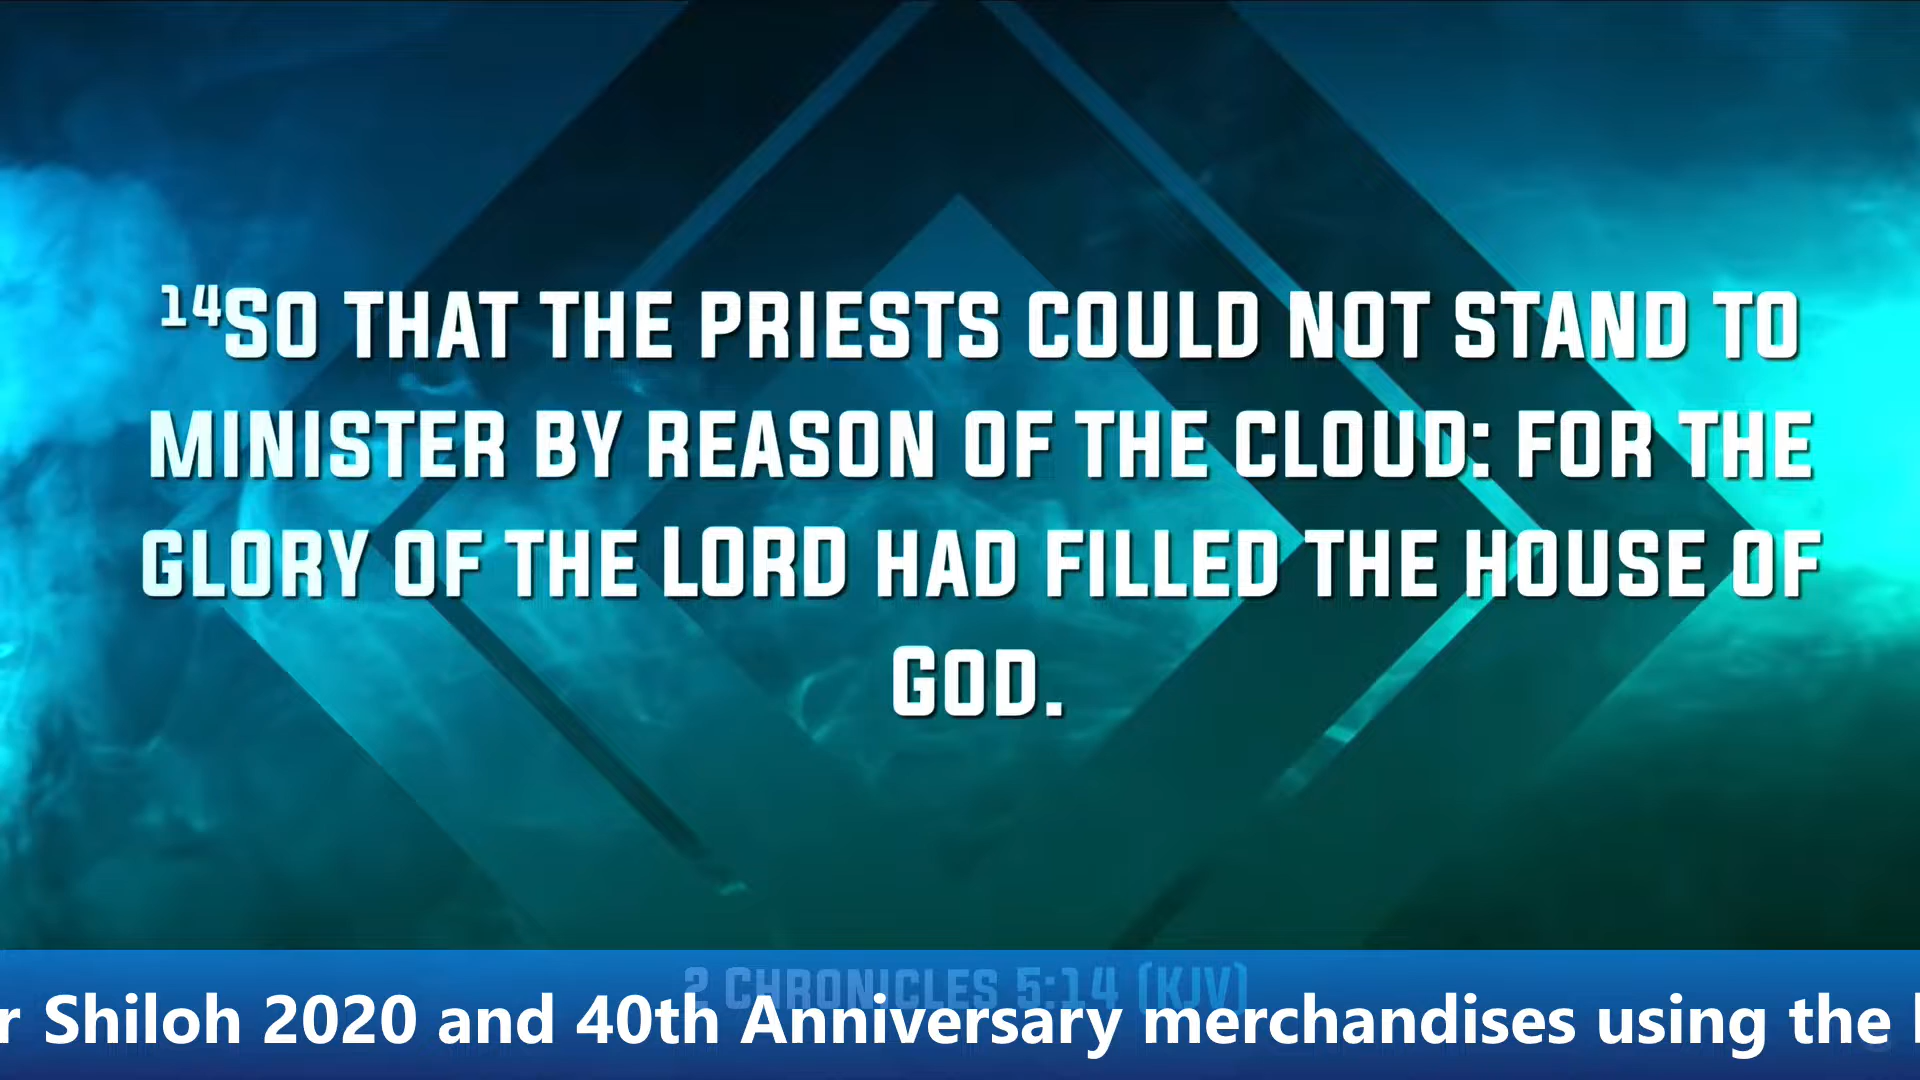 ¹⁴SO THAT THE PRIESTS COULD NOT STAND TO
MINISTER BY REASON OF THE CLOUD: FOR THE
GLORY OF THE LORD HAD FILLED THE HOUSE OF
GOD.
2 CHRONICLES 5:14 (KJV)
r Shiloh 2020 and 40th Anniversary merchandises using the